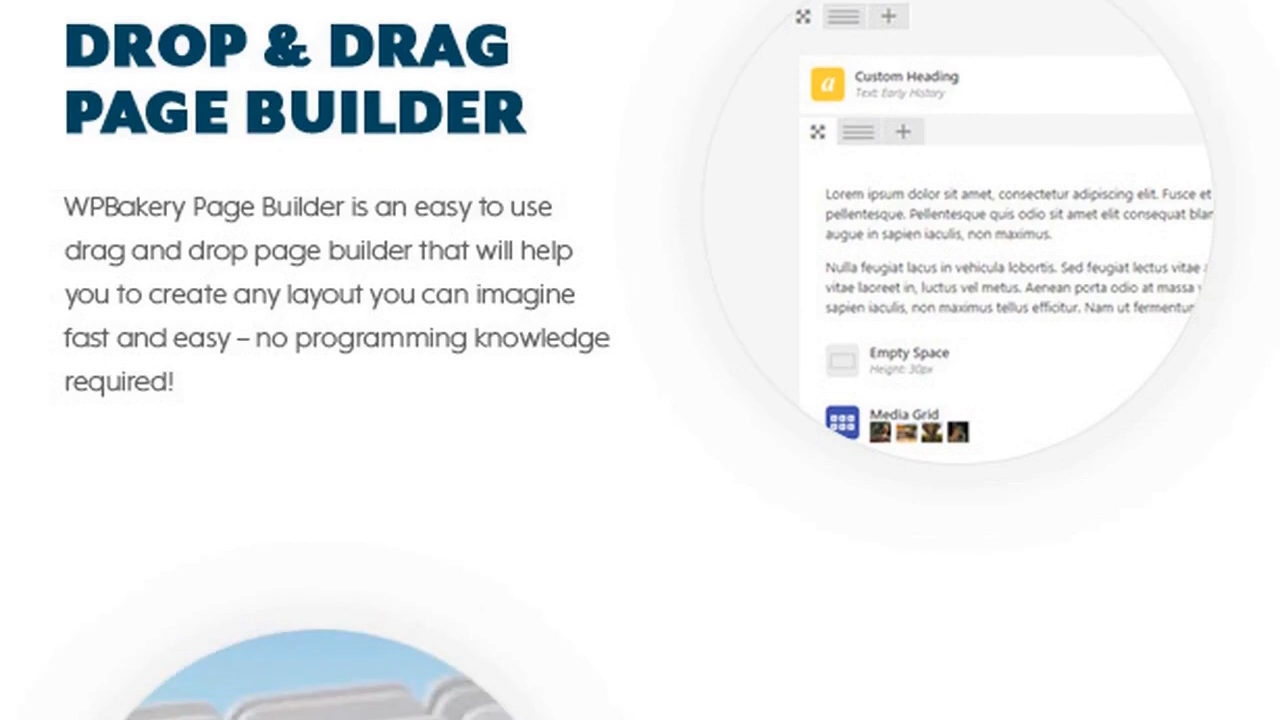 DROP & DRAG
PAGE BUILDER
WPBakery Page Builder is an easy to use
drag and drop page builder that will help
you to create any layout you can imagine
fast and easy – no programming knowledge
required!
Custom Heading
Text: Early History
Lorem ipsum dolor sit amet, consectetur adipiscing elit. Fusce et
pellentesque. Pellentesque quis odio sit amet elit consequat blan
augue in sapien iaculis, non maximus.
Nulla feugiat lacus in vehicula lobortis. Sed feugiat lectus vitae
vitae laoreet in, luctus vel metus. Aenean porta odio at massa
sapien iaculis, non maximus tellus efficitur. Nam ut fermentum
Empty Space
Height: 30px
Media Grid